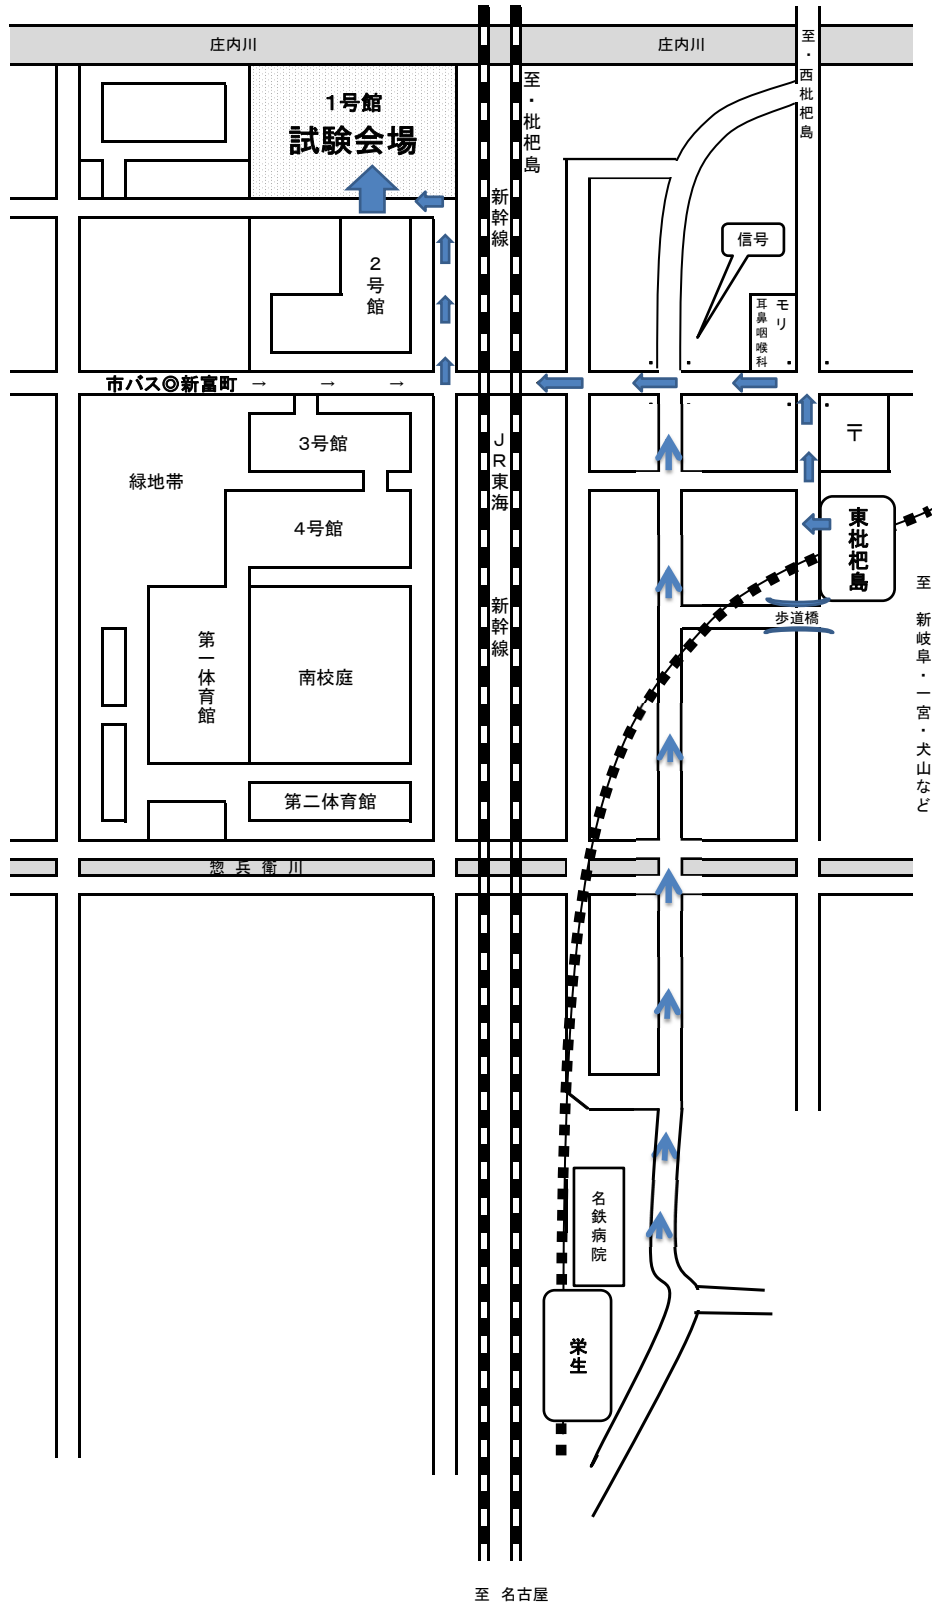 庄内川
庄内川
至・西枇杷島
1号館
試験会場
至・枇杷島
新幹線
信号
2号館
モリ
耳鼻咽喉科
市バス◎新富町 → → →
3号館
JR東海
〒
緑地帯
4号館
東枇杷島
至 新岐阜・一宮・犬山など
新幹線
歩道橋
第一体育館
南校庭
第二体育館
惣兵衛川
名鉄病院
栄生
至 名古屋